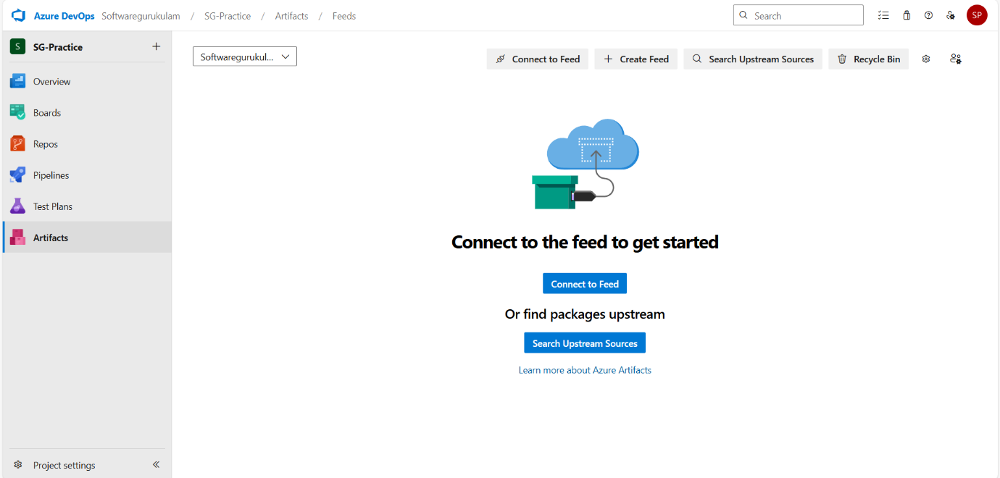 Azure DevOps Softwaregurukulam / SG-Practice / Artifacts / Feeds Search SP
S SG-Practice +
Softwaregurukul... Connect to Feed + Create Feed Search Upstream Sources Recycle Bin
Overview
Boards
Repos
Pipelines
Test Plans
Artifacts
Connect to the feed to get started
Connect to Feed
Or find packages upstream
Search Upstream Sources
Learn more about Azure Artifacts
Project settings